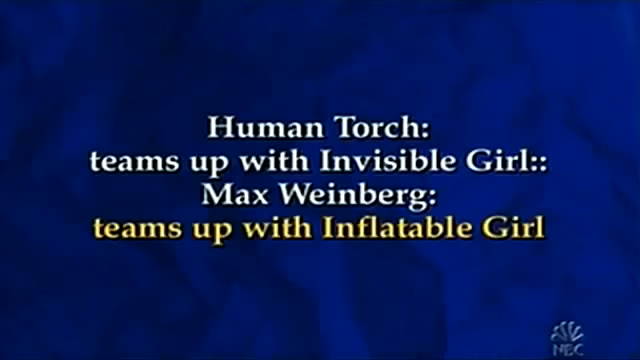 Human Torch:
teams up with Invisible Girl::
Max Weinberg:
teams up with Inflatable Girl
NBC